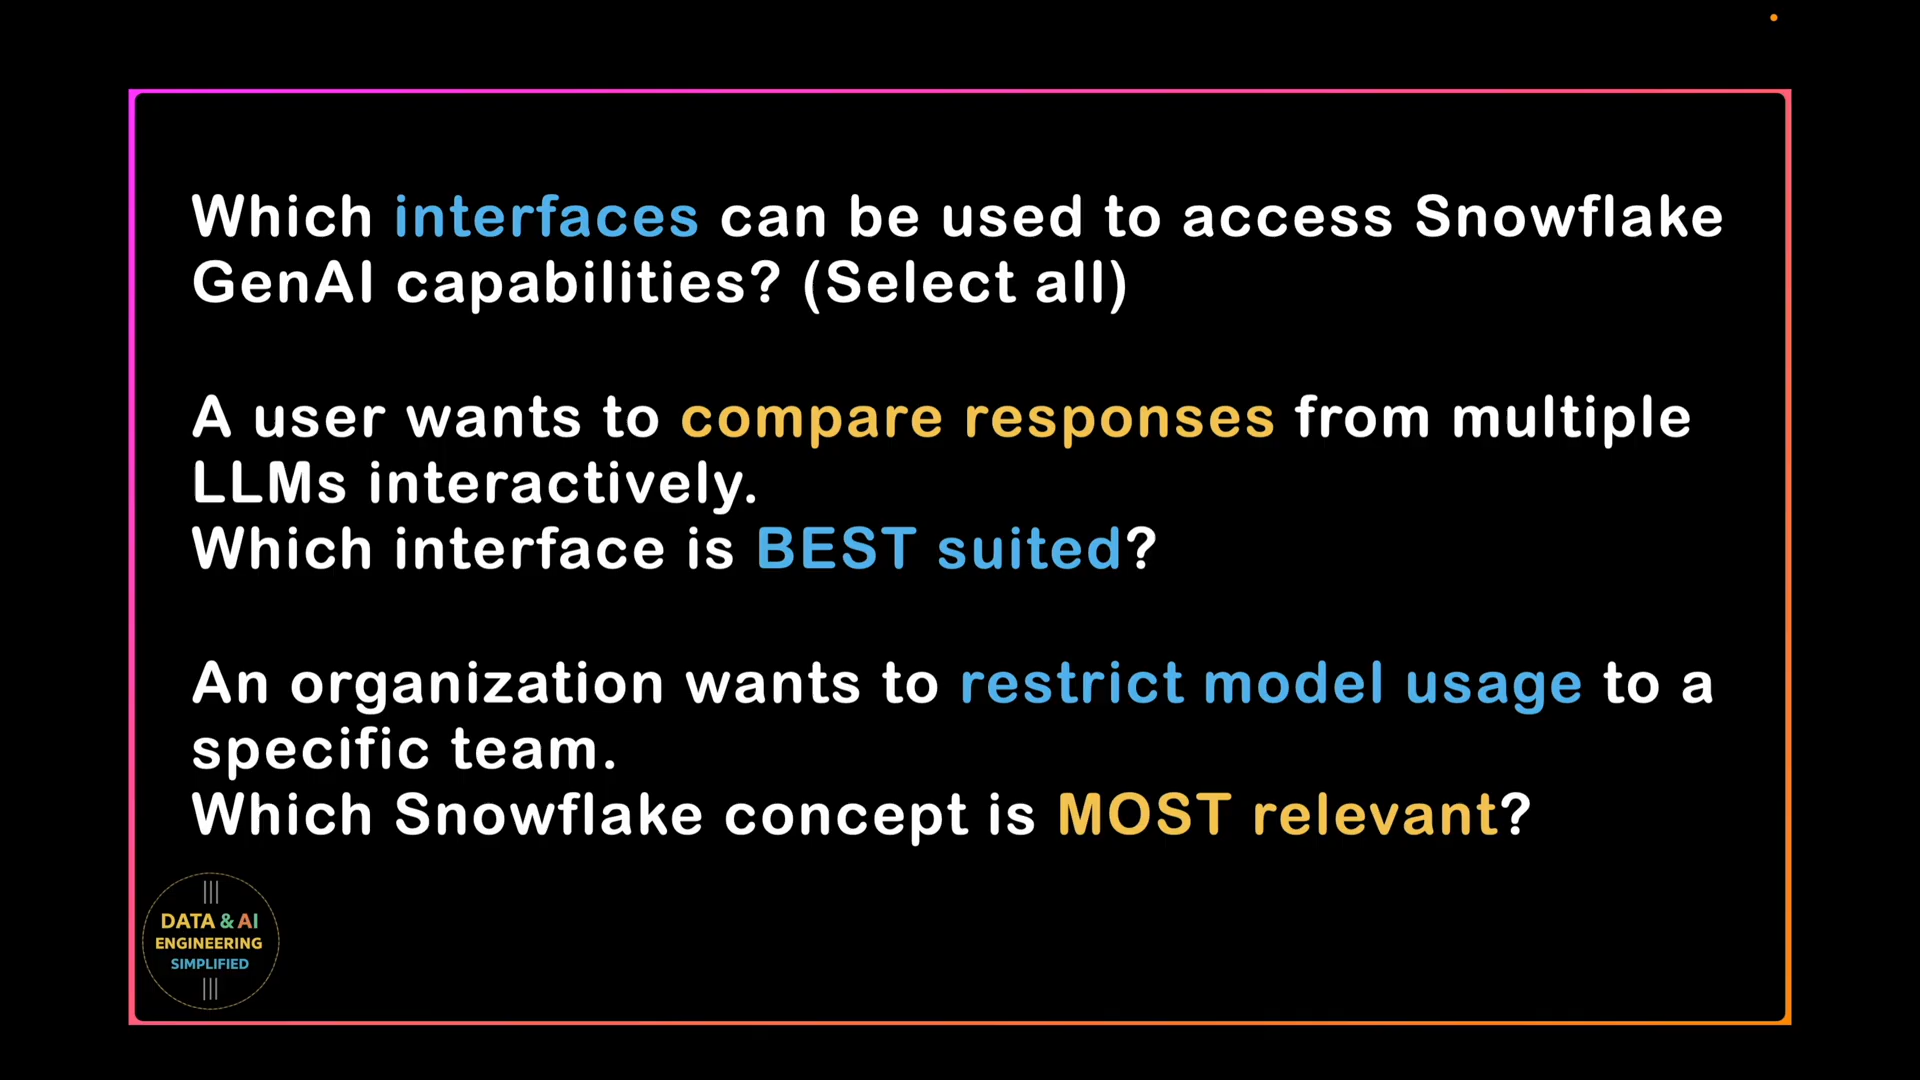 Which interfaces can be used to access Snowflake
GenAI capabilities? (Select all)
A user wants to compare responses from multiple
LLMs interactively.
Which interface is BEST suited?
An organization wants to restrict model usage to a
specific team.
Which Snowflake concept is MOST relevant?
DATA & AI
ENGINEERING
SIMPLIFIED